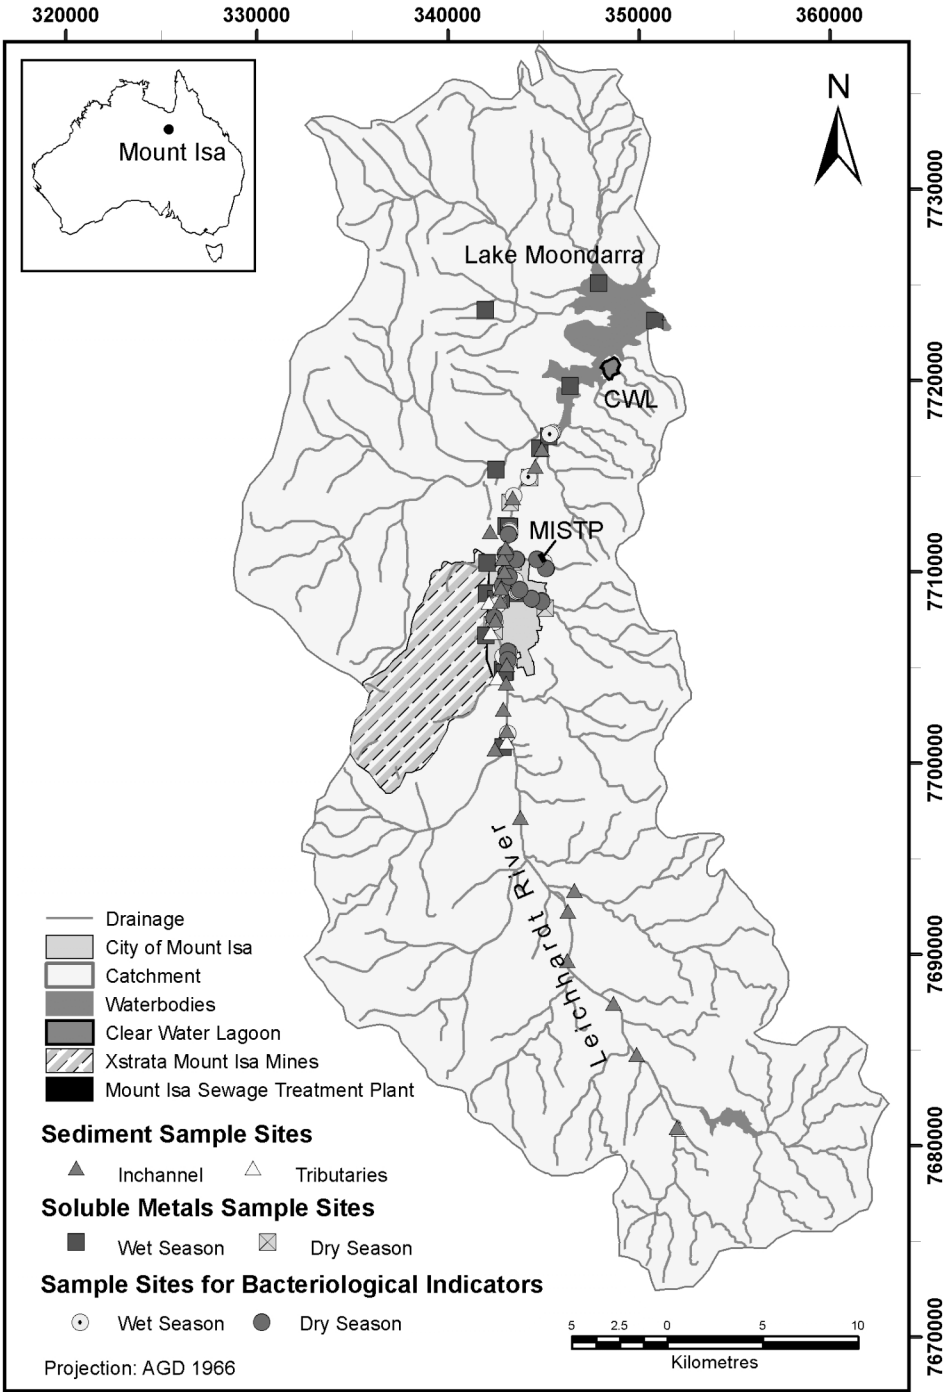 320000 330000 340000 350000 360000
Mount Isa
N
7730000
Lake Moondarra
7720000
CWL
MISTP
7710000
7700000
Leichhardt River
7690000
7680000
7670000
Drainage
City of Mount Isa
Catchment
Waterbodies
Clear Water Lagoon
Xstrata Mount Isa Mines
Mount Isa Sewage Treatment Plant
Sediment Sample Sites
Inchannel Tributaries
Soluble Metals Sample Sites
Wet Season Dry Season
Sample Sites for Bacteriological Indicators
Wet Season Dry Season
Projection: AGD 1966
5 2.5 0 5 10
Kilometres